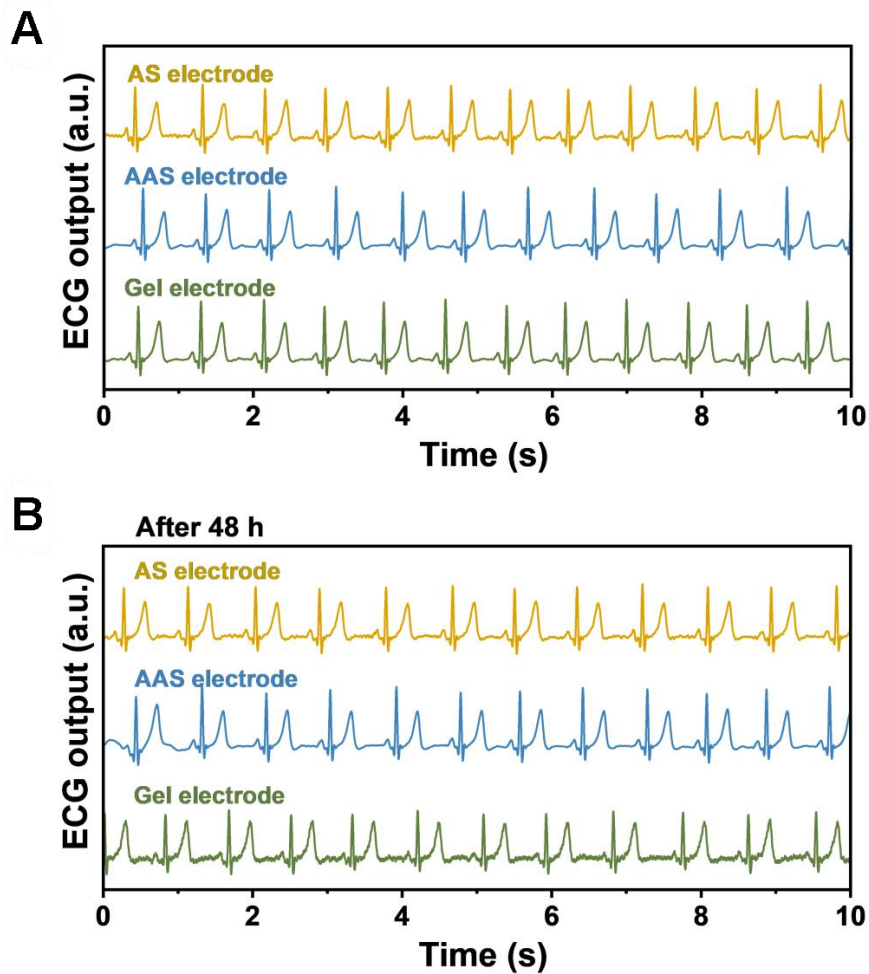 A
ECG output (a.u.)
AS electrode
AAS electrode
Gel electrode
0 2 4 6 8 10
Time (s)
B
After 48 h
ECG output (a.u.)
AS electrode
AAS electrode
Gel electrode
0 2 4 6 8 10
Time (s)